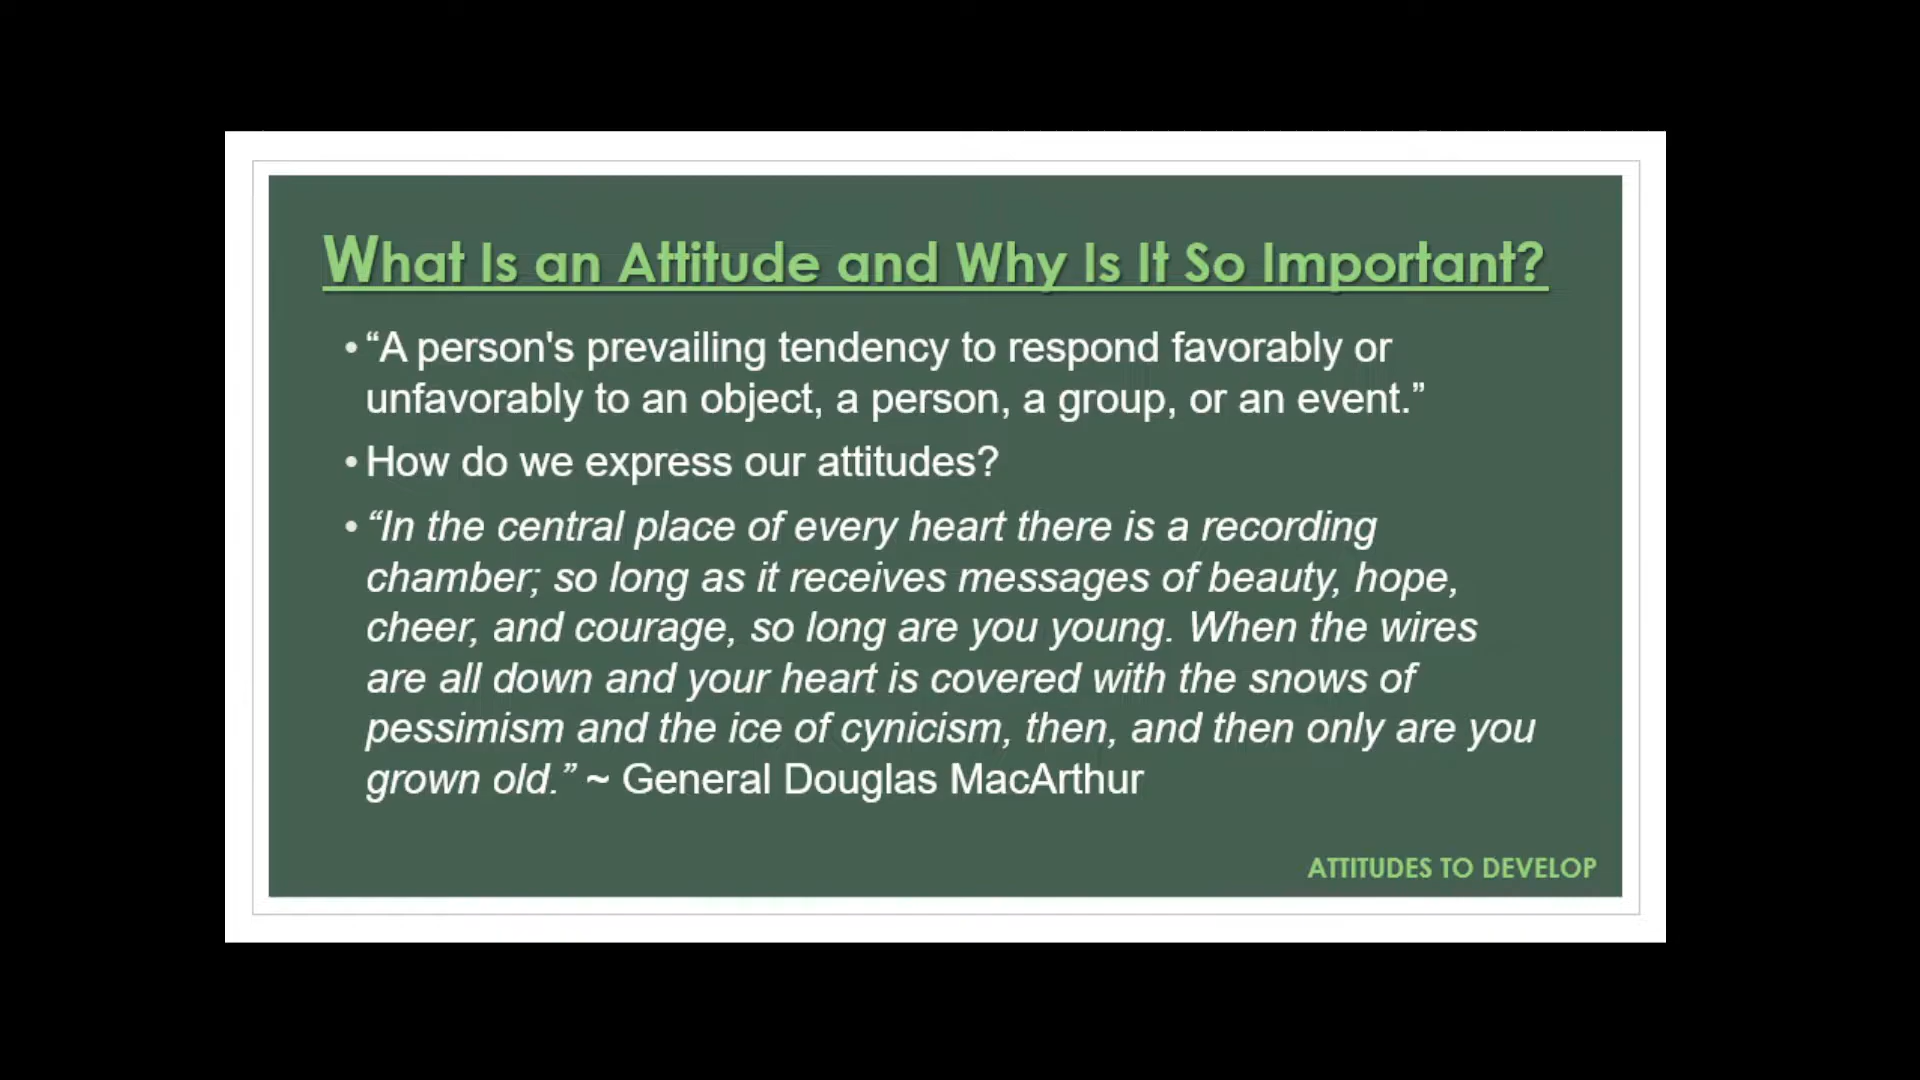 What Is an Attitude and Why Is It So Important?
• “A person's prevailing tendency to respond favorably or
unfavorably to an object, a person, a group, or an event.”
• How do we express our attitudes?
• “In the central place of every heart there is a recording
chamber; so long as it receives messages of beauty, hope,
cheer, and courage, so long are you young. When the wires
are all down and your heart is covered with the snows of
pessimism and the ice of cynicism, then, and then only are you
grown old.” ~ General Douglas MacArthur
ATTITUDES TO DEVELOP